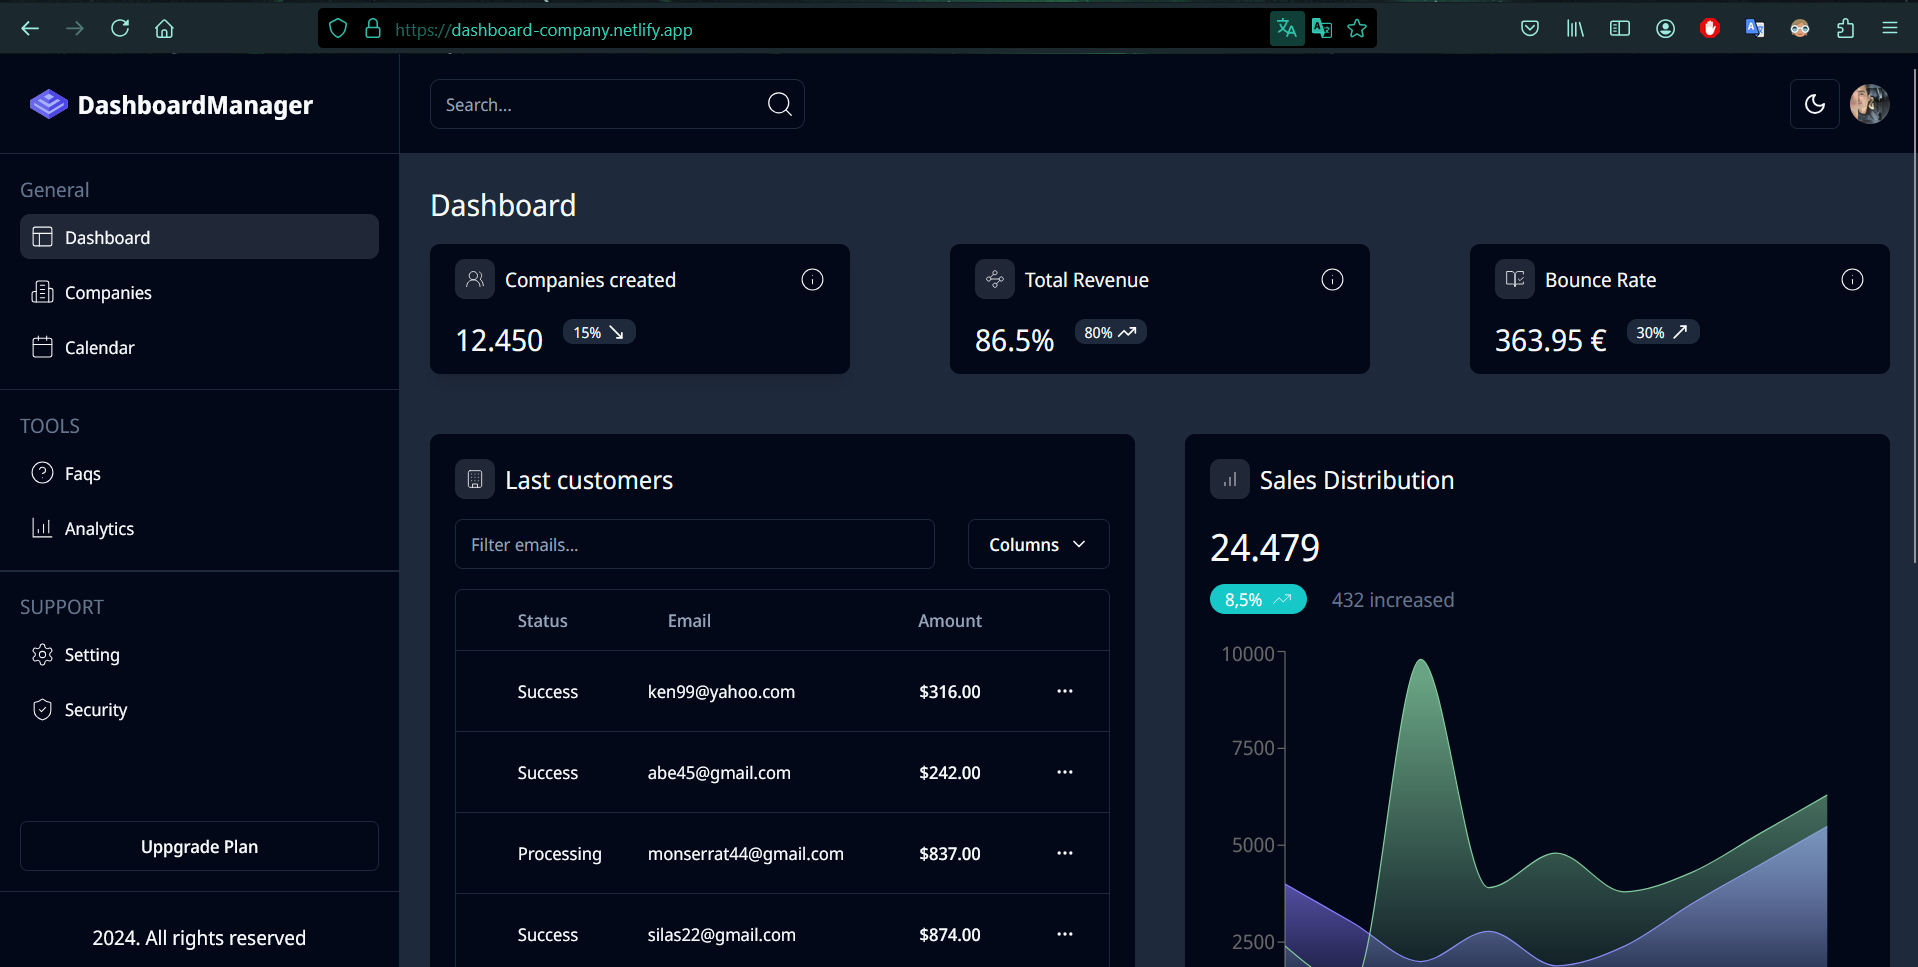 https://dashboard-company.netlify.app
DashboardManager
Search...
General
Dashboard
Companies
Calendar
TOOLS
Faqs
Analytics
SUPPORT
Setting
Security
Uppgrade Plan
2024. All rights reserved
Dashboard
Companies created
12.450 15%
Total Revenue
86.5% 80%
Bounce Rate
363.95 € 30%
Last customers
Filter emails...
Columns
Status Email Amount
Success ken99@yahoo.com $316.00 ...
Success abe45@gmail.com $242.00 ...
Processing monserrat44@gmail.com $837.00 ...
Success silas22@gmail.com $874.00 ...
Sales Distribution
24.479
8,5% 432 increased
10000
7500
5000
2500